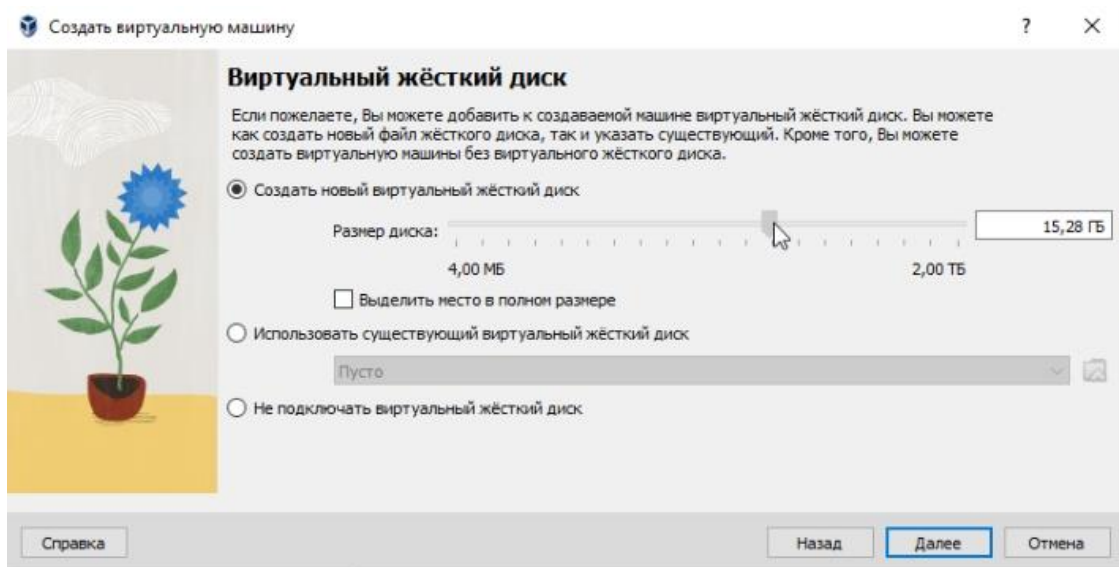 Создать виртуальную машину
?
Виртуальный жёсткий диск
Если пожелаете, Вы можете добавить к создаваемой машине виртуальный жёсткий диск. Вы можете
как создать новый файл жёсткого диска, так и указать существующий. Кроме того, Вы можете
создать виртуальную машины без виртуального жёсткого диска.
Создать новый виртуальный жёсткий диск
Размер диска: 15,28 ГБ
4,00 МБ 2,00 ТБ
Выделить место в полном размере
Использовать существующий виртуальный жёсткий диск
Пусто
Не подключать виртуальный жёсткий диск
Справка Назад Далее Отмена